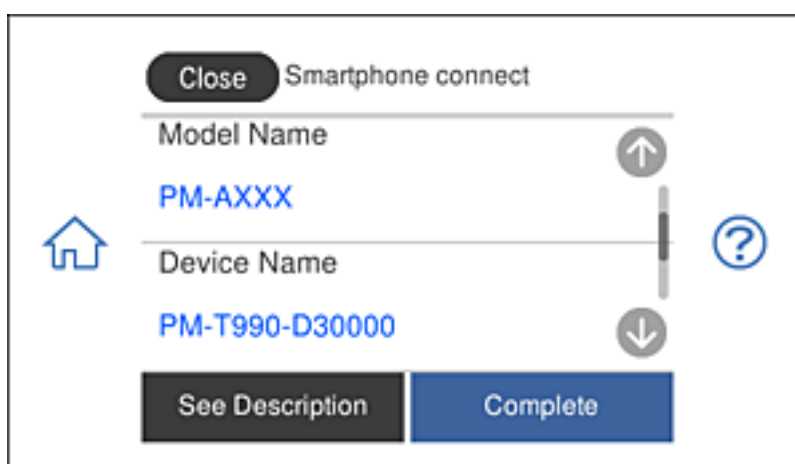 Close Smartphone connect
Model Name
PM-AXXX
Device Name
PM-T990-D30000
See Description Complete